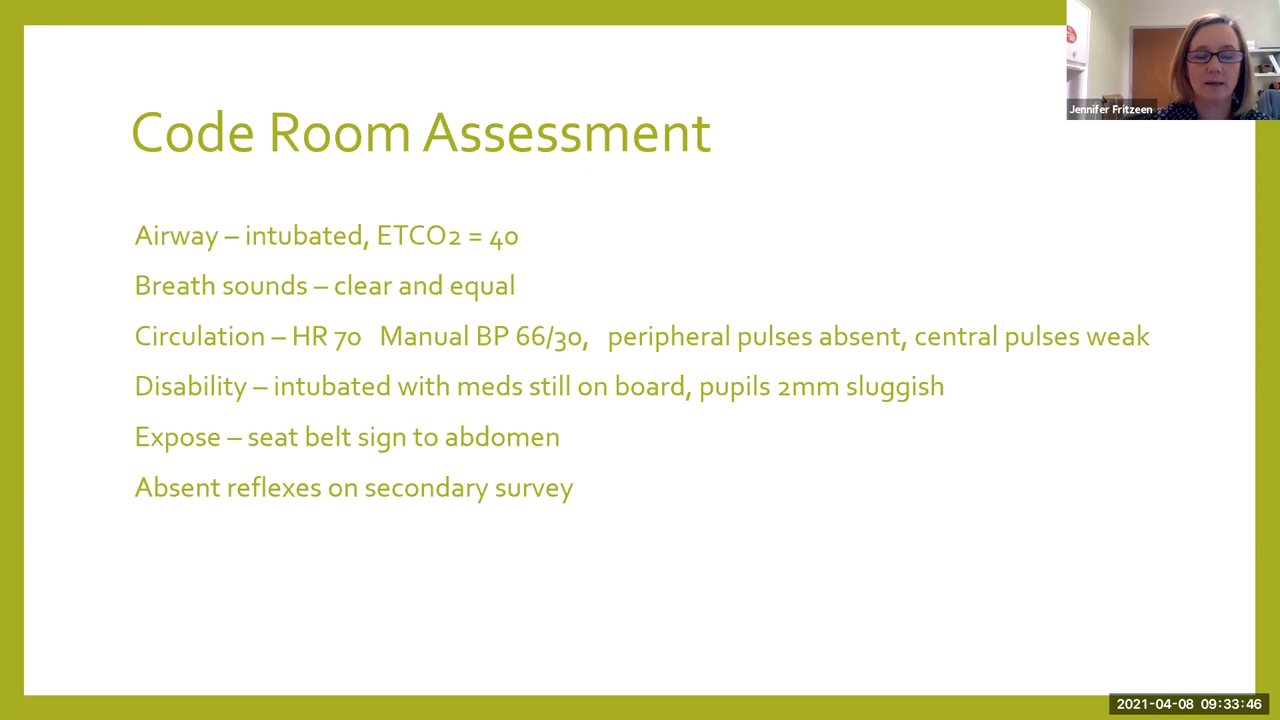 Jennifer Fritzeen
Code Room Assessment
Airway – intubated, ETCO2 = 40
Breath sounds – clear and equal
Circulation – HR 70 Manual BP 66/30, peripheral pulses absent, central pulses weak
Disability – intubated with meds still on board, pupils 2mm sluggish
Expose – seat belt sign to abdomen
Absent reflexes on secondary survey
2021-04-08 09:33:46